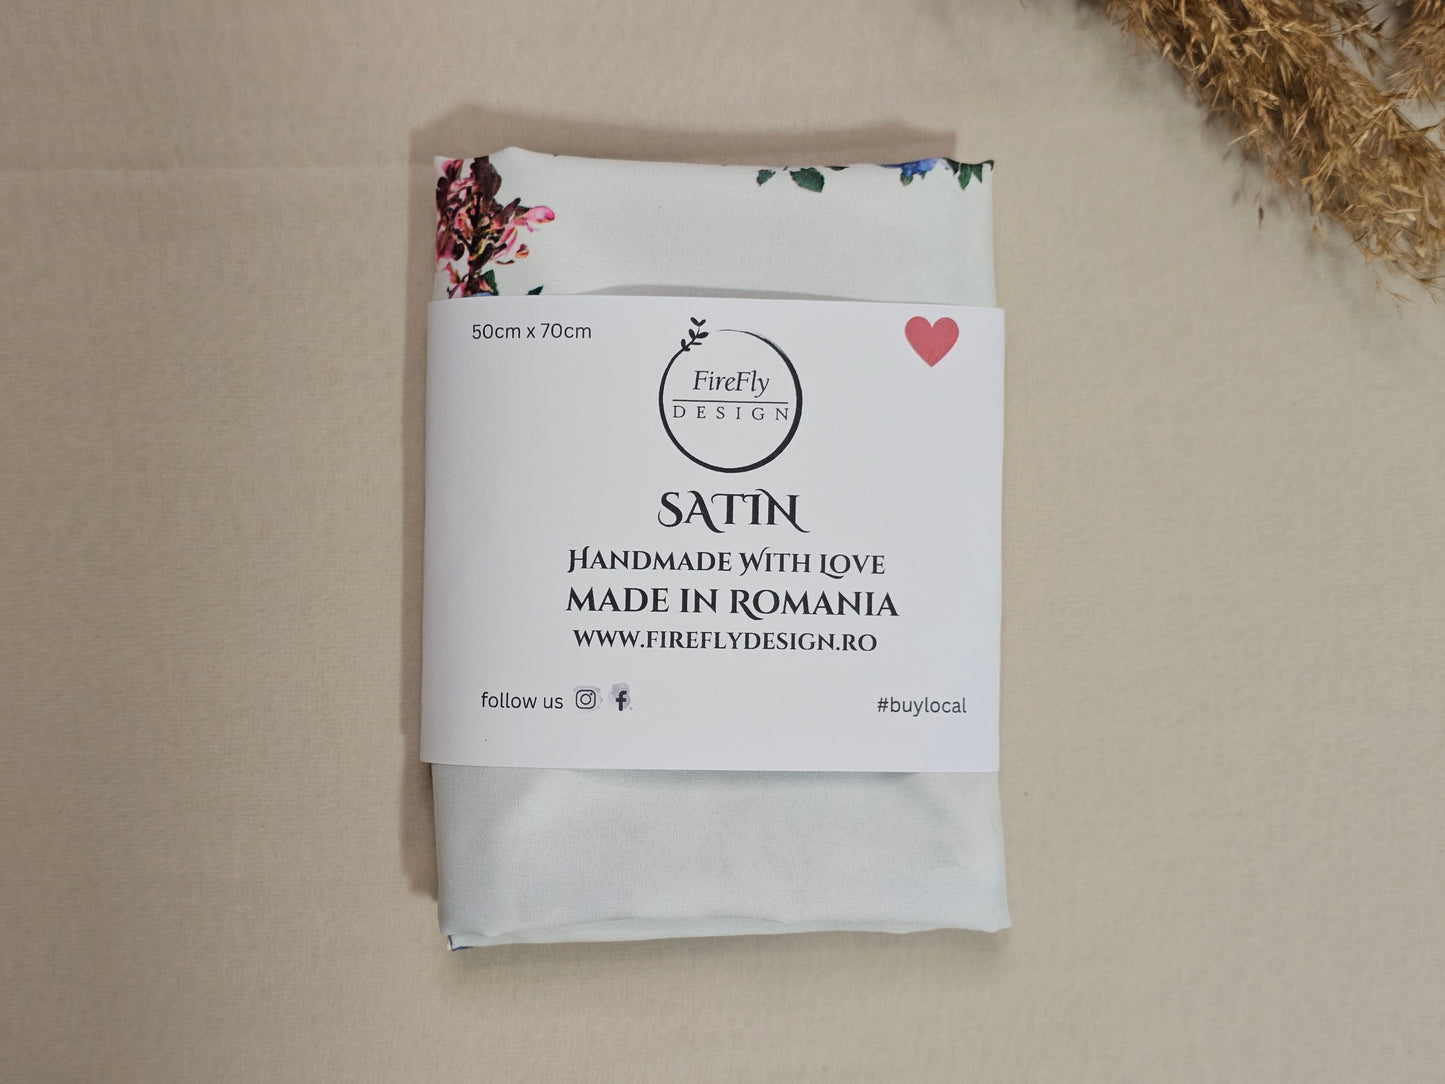 50cm x 70cm
FireFly
DESIGN
SATIN
HANDMADE WITH LOVE
MADE IN ROMANIA
WWW.FIREFLYDESIGN.RO
follow us
#buylocal